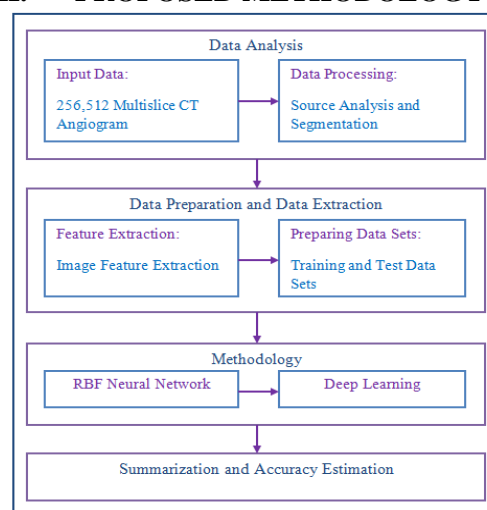 PROPOSED METHODOLOGY
Data Analysis
Input Data:
256,512 Multislice CT
Angiogram
Data Processing:
Source Analysis and
Segmentation
Data Preparation and Data Extraction
Feature Extraction:
Image Feature Extraction
Preparing Data Sets:
Training and Test Data
Sets
Methodology
RBF Neural Network
Deep Learning
Summarization and Accuracy Estimation